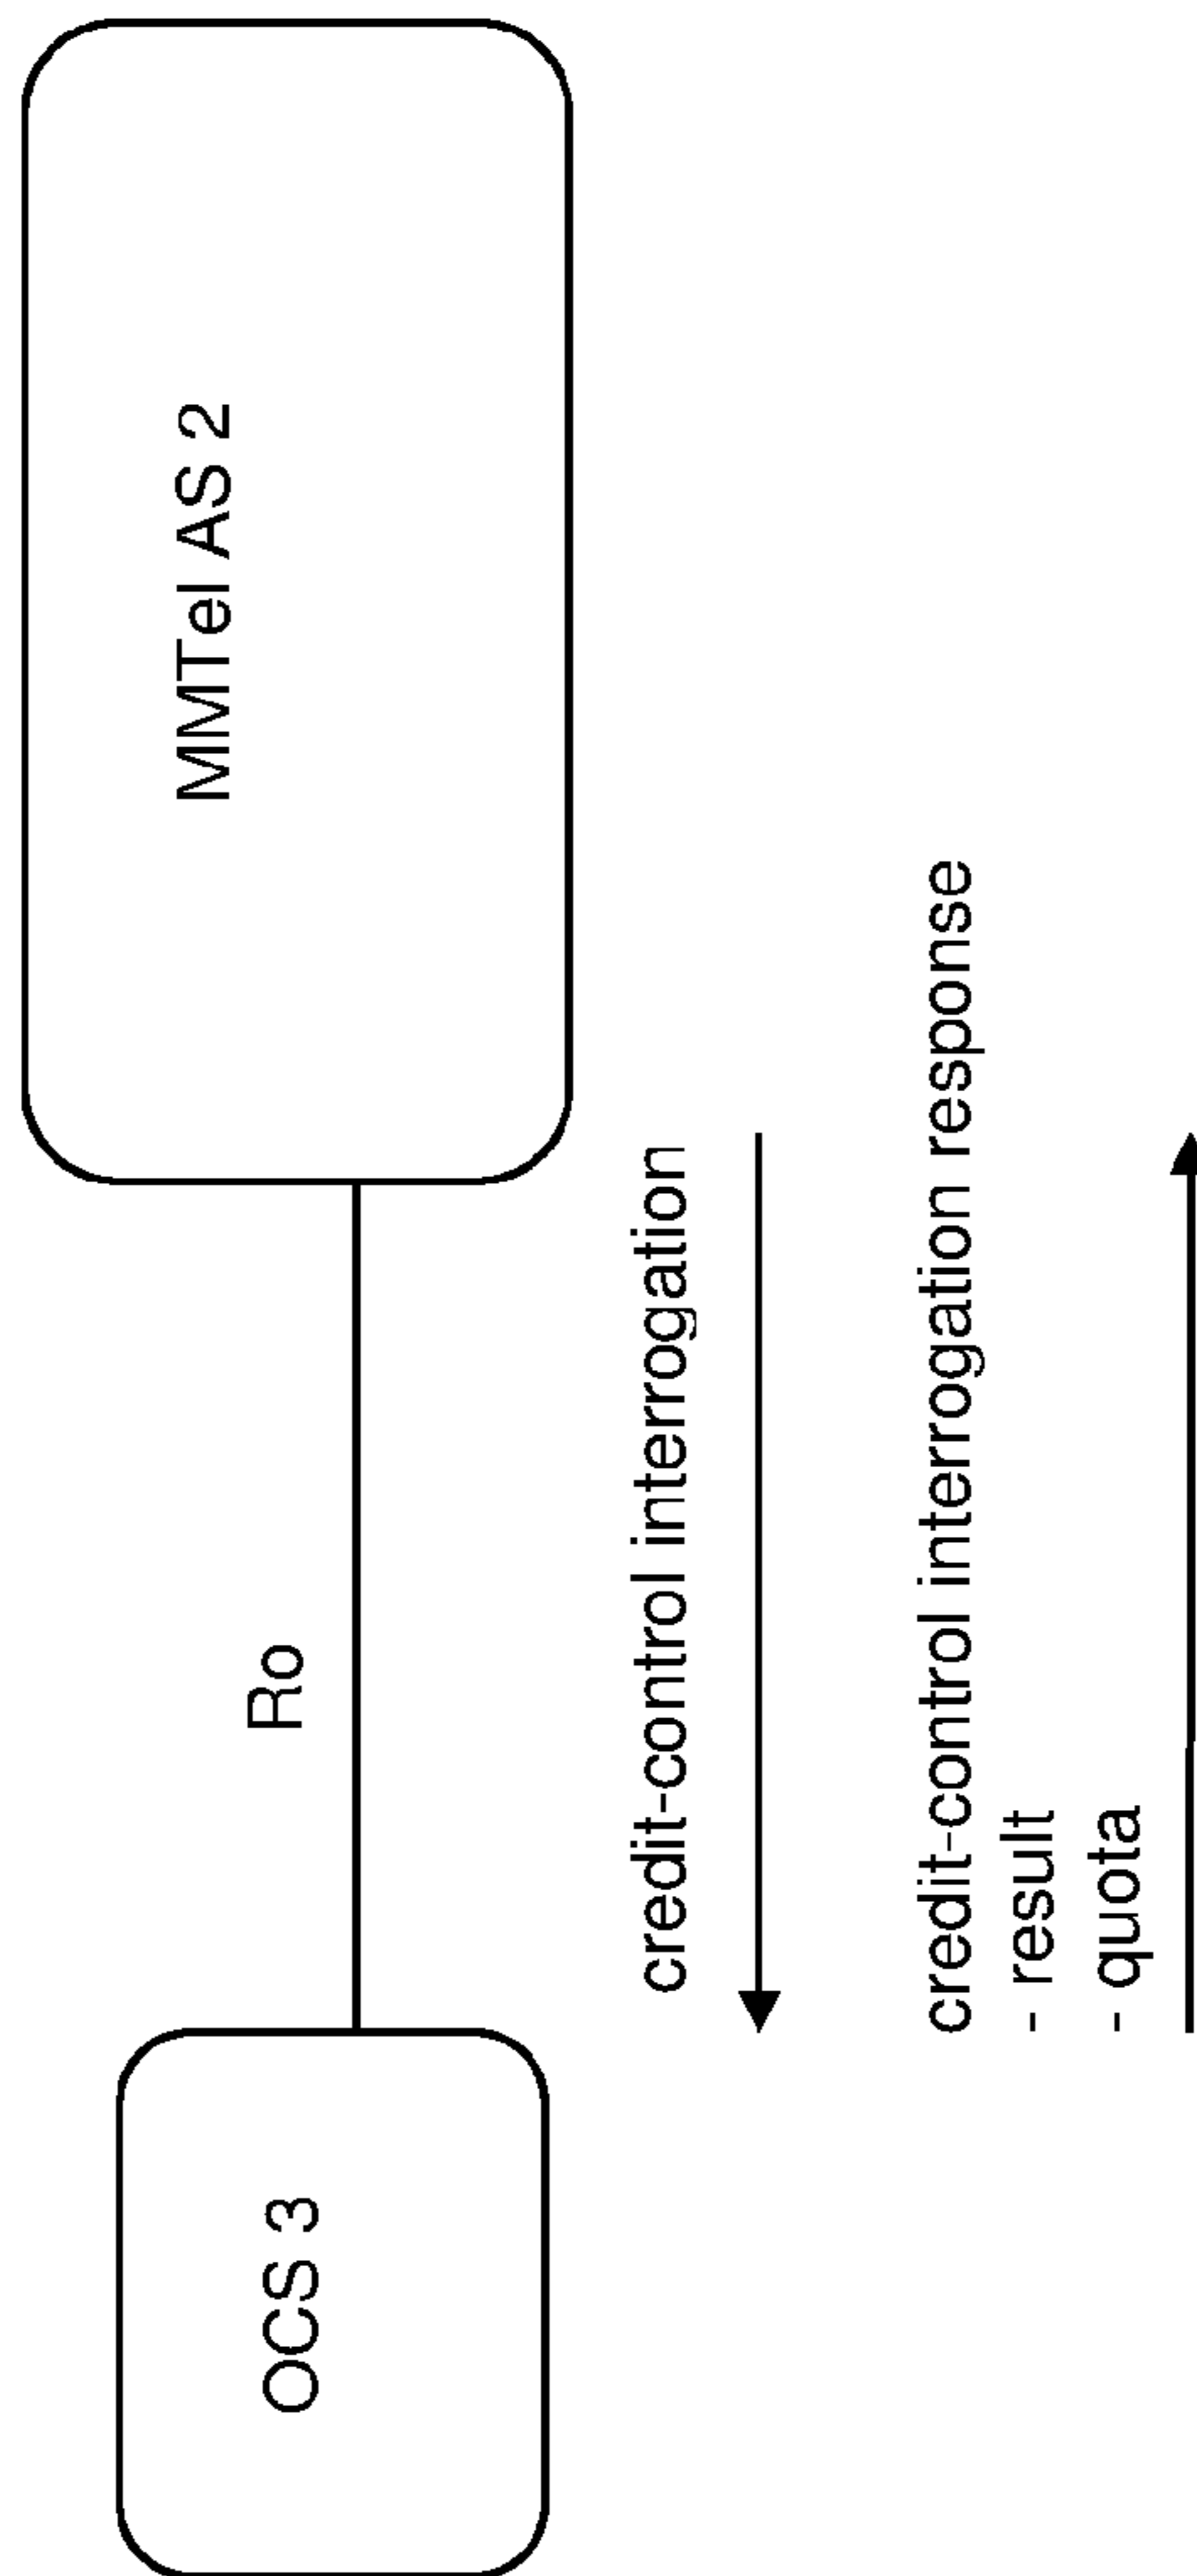 OCS 3
Ro
MMTel AS 2
credit-control interrogation
credit-control interrogation response
- result
- quota